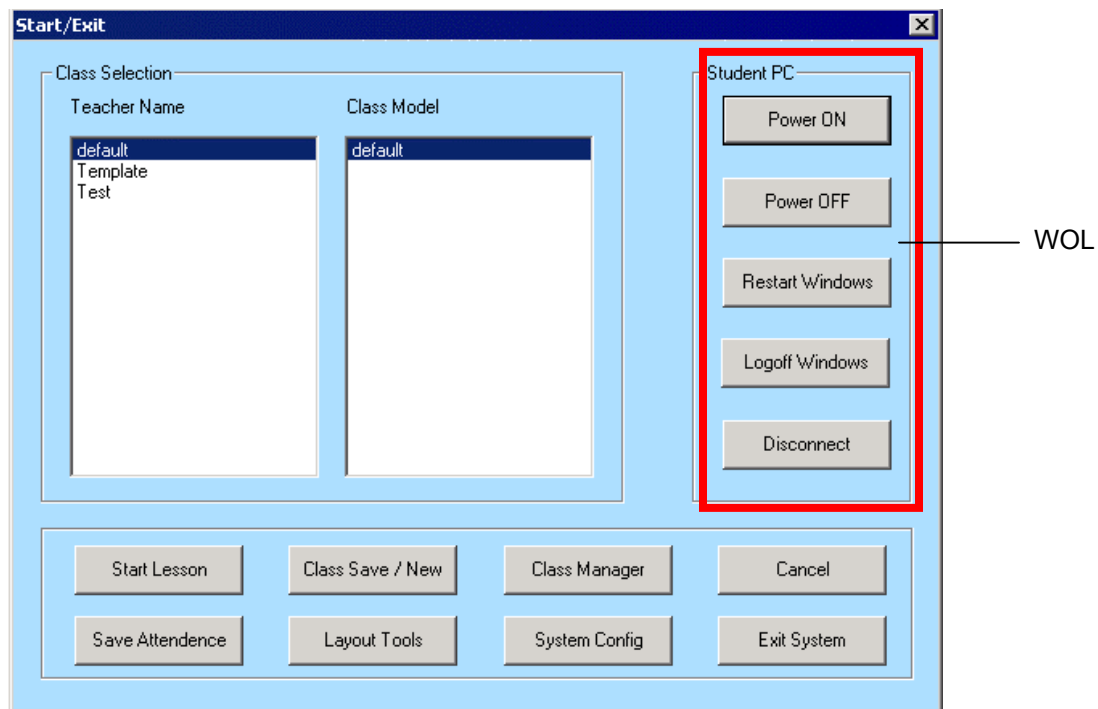 Start/Exit
Class Selection
Teacher Name
Class Model
default
Template
Test
default
Student PC
Power ON
Power OFF
Restart Windows
Logoff Windows
Disconnect
WOL
Start Lesson
Class Save / New
Class Manager
Cancel
Save Attendence
Layout Tools
System Config
Exit System